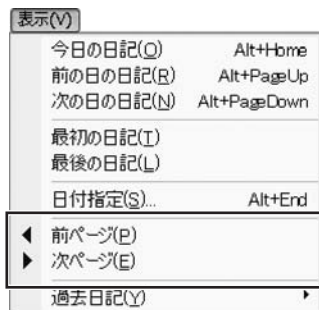 表示(V)
今日の日記(O) Alt+Home
前の日の日記(R) Alt+PageUp
次の日の日記(N) Alt+PageDown
最初の日記(T)
最後の日記(L)
日付指定(S)... Alt+End
前ページ(P)
次ページ(E)
過去日記(Y)